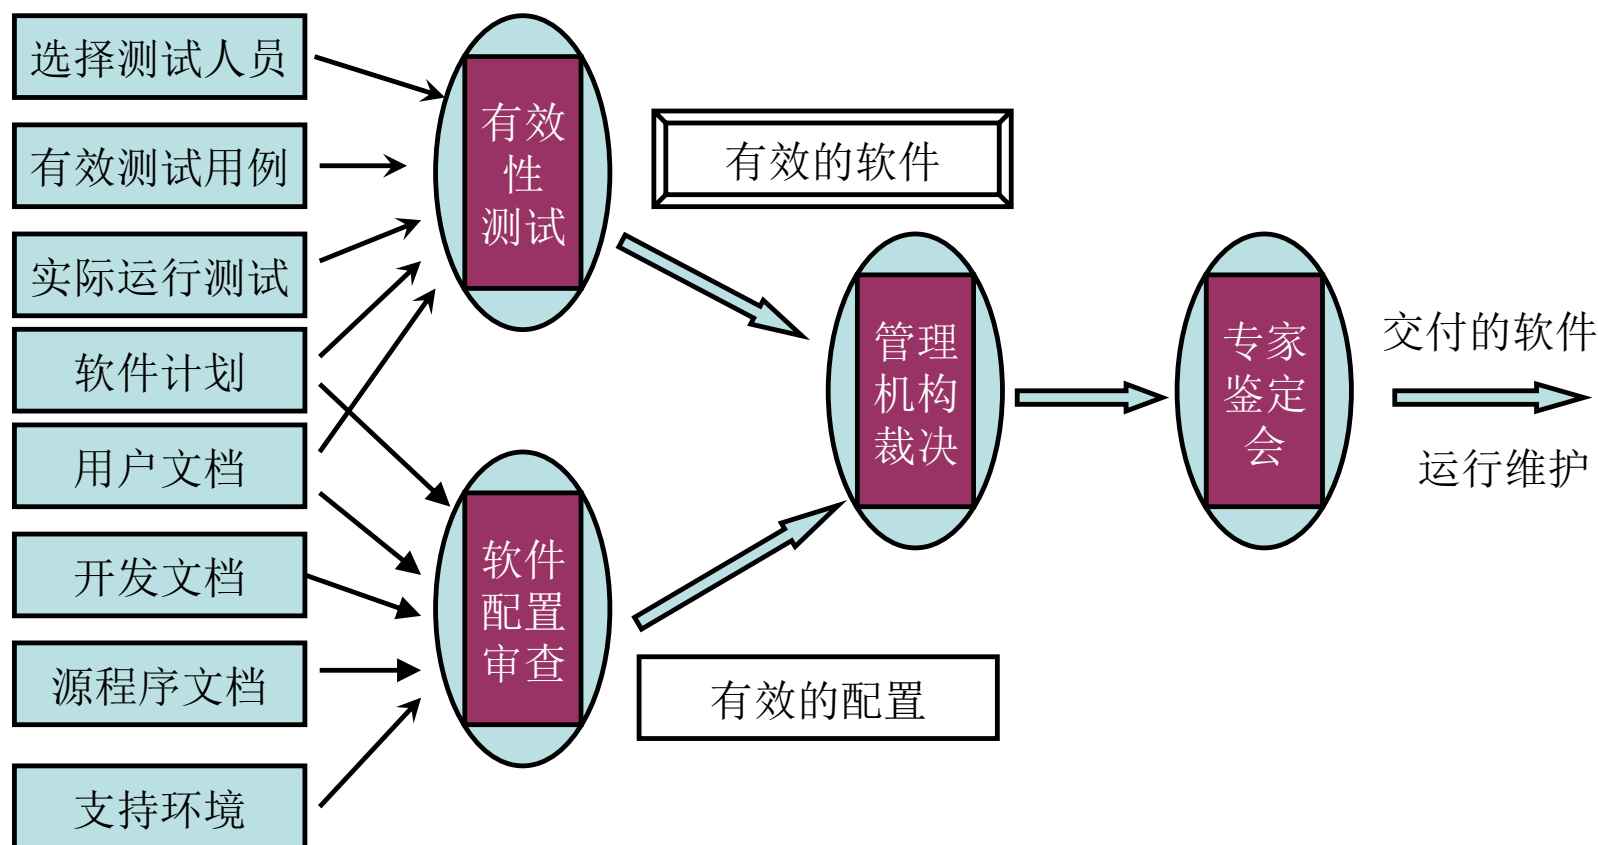 选择测试人员
有效测试用例
实际运行测试
软件计划
用户文档
开发文档
源程序文档
支持环境
有效
性
测试
软件
配置
审查
有效的软件
有效的配置
管理
机构
裁决
专家
鉴定
会
交付的软件
运行维护